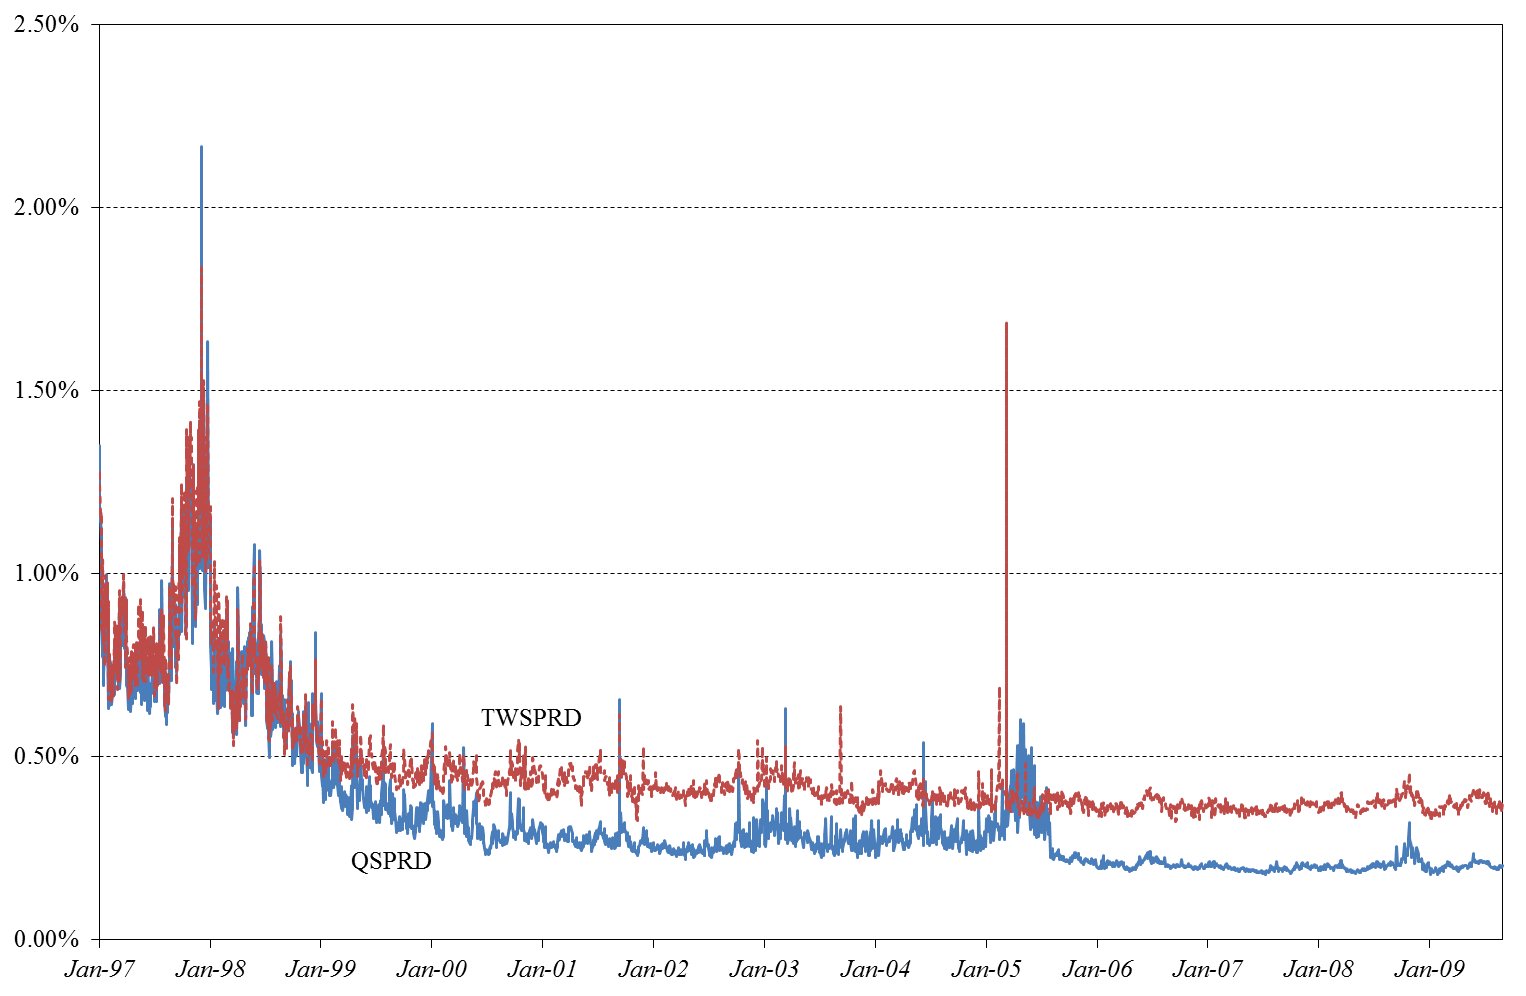 2.50%
2.00%
1.50%
1.00%
TWSPRD
0.50%
QSPRD
0.00%
Jan-97 Jan-98 Jan-99 Jan-00 Jan-01 Jan-02 Jan-03 Jan-04 Jan-05 Jan-06 Jan-07 Jan-08 Jan-09